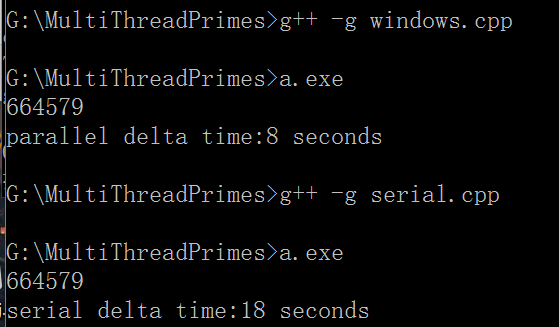 G:\MultiThreadPrimes>g++ -g windows.cpp
G:\MultiThreadPrimes>a.exe
664579
parallel delta time:8 seconds
G:\MultiThreadPrimes>g++ -g serial.cpp
G:\MultiThreadPrimes>a.exe
664579
serial delta time:18 seconds